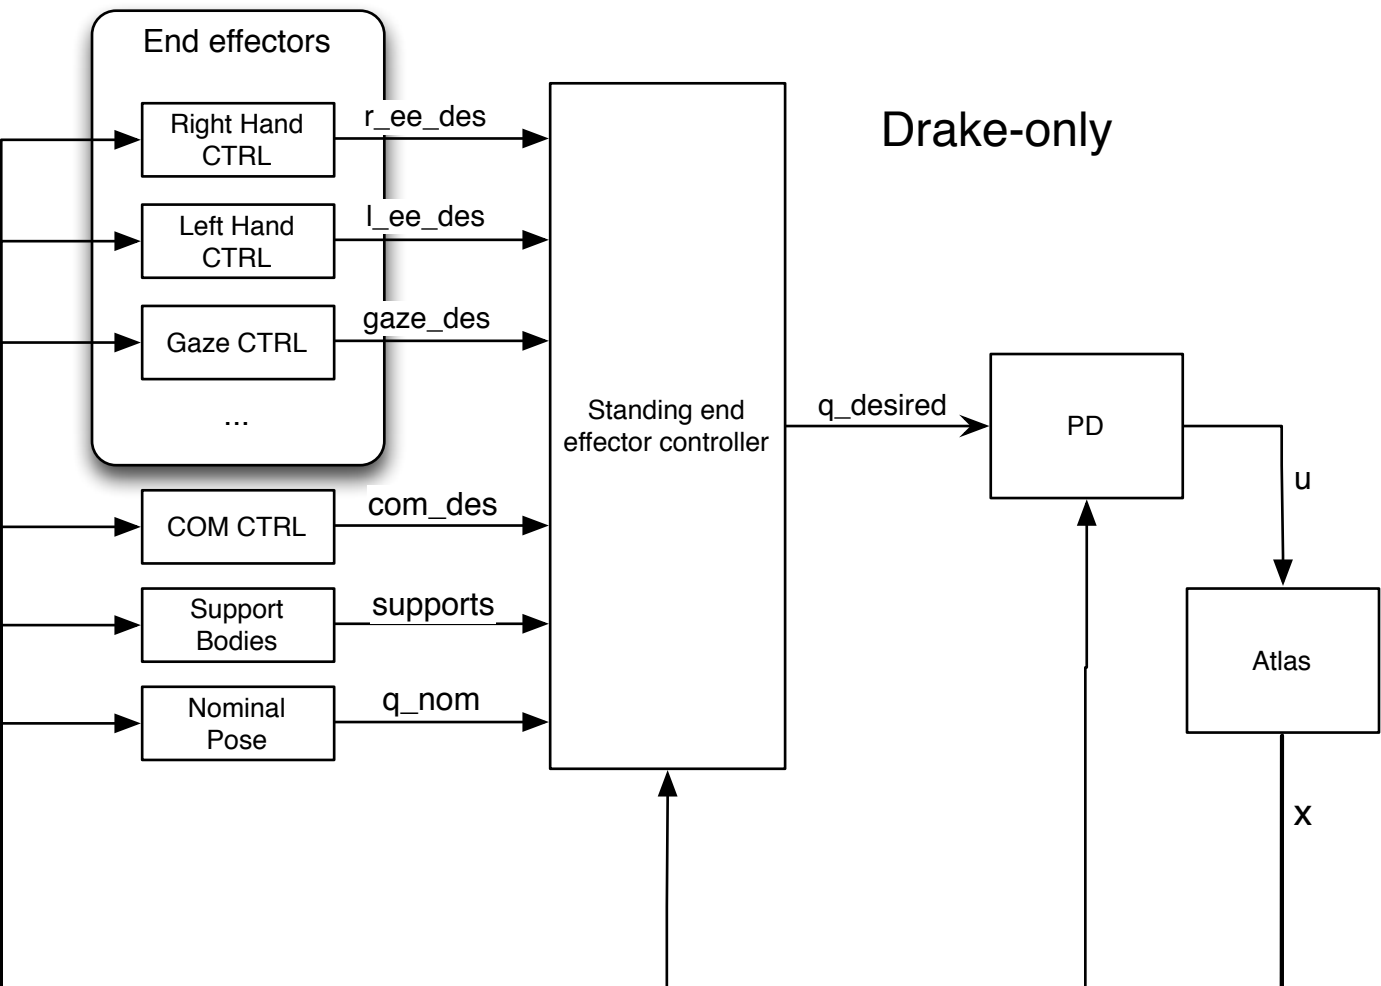 End effectors
Right Hand
CTRL
r_ee_des
Drake-only
Left Hand
CTRL
l_ee_des
Gaze CTRL
gaze_des
...
Standing end
effector controller
q_desired
PD
u
COM CTRL
com_des
Support
Bodies
supports
Atlas
Nominal
Pose
q_nom
x